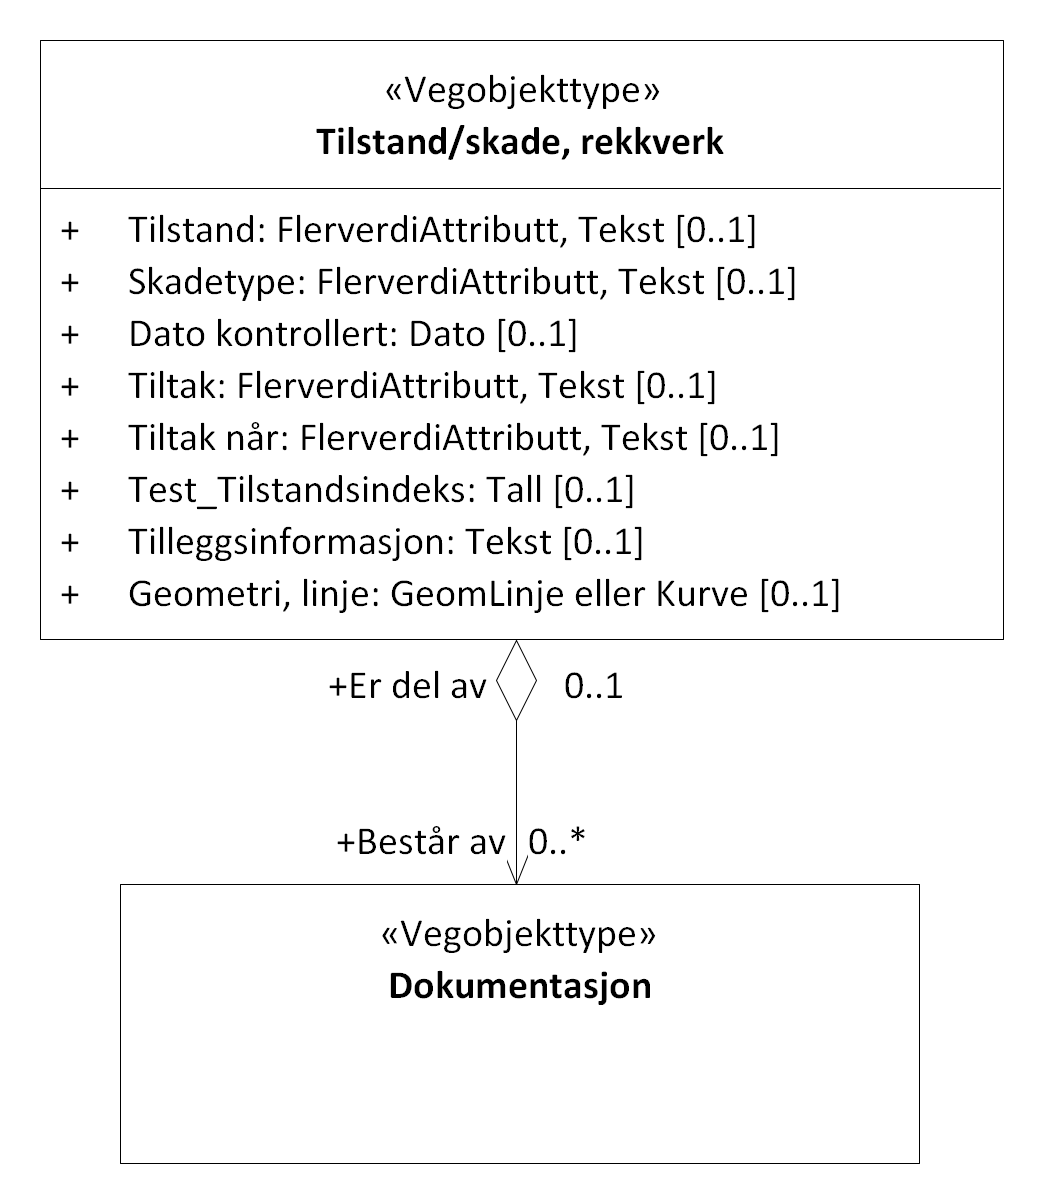 «Vegobjekttype»
Tilstand/skade, rekkverk
+ Tilstand: FlerverdiAttributt, Tekst [0..1]
+ Skadetype: FlerverdiAttributt, Tekst [0..1]
+ Dato kontrollert: Dato [0..1]
+ Tiltak: FlerverdiAttributt, Tekst [0..1]
+ Tiltak når: FlerverdiAttributt, Tekst [0..1]
+ Test_Tilstandsindeks: Tall [0..1]
+ Tilleggsinformasjon: Tekst [0..1]
+ Geometri, linje: GeomLinje eller Kurve [0..1]
+Er del av 0..1
+Består av 0..*
«Vegobjekttype»
Dokumentasjon